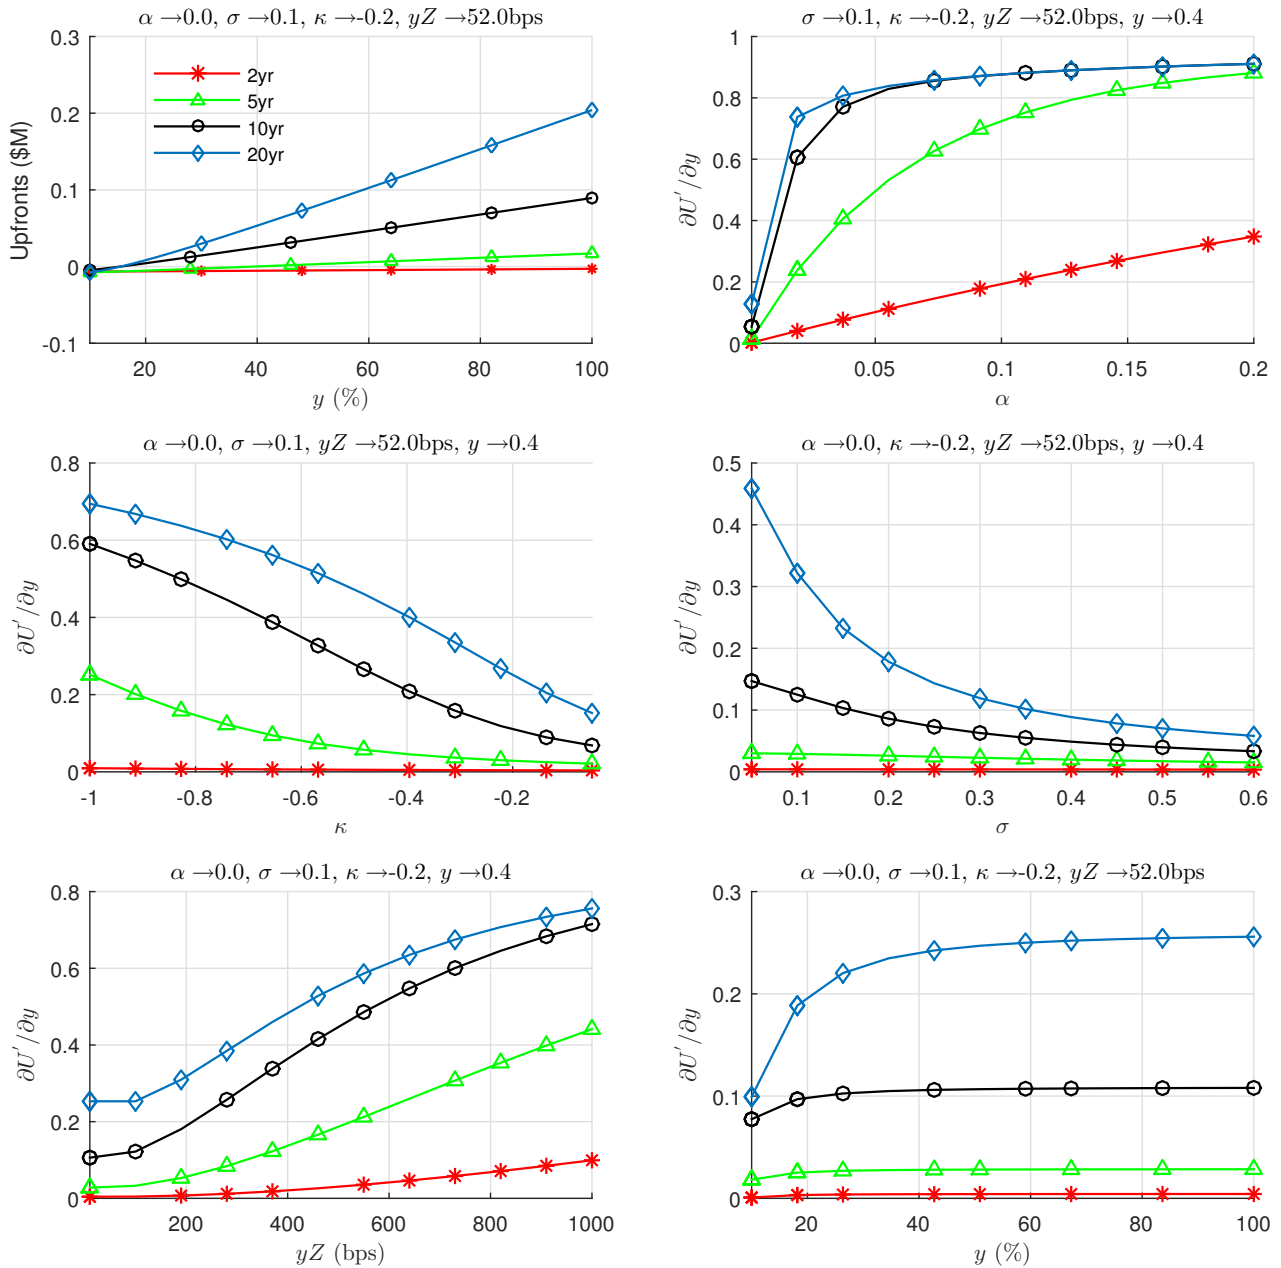 α →0.0, σ →0.1, κ →-0.2, yZ →52.0bps
0.3
0.2
0.1
0
-0.1
Upfronts ($M)
2yr
5yr
10yr
20yr
20 40 60 80 100
y (%)
σ →0.1, κ →-0.2, yZ →52.0bps, y →0.4
1
0.8
0.6
0.4
0.2
0
∂U′/∂y
0.05 0.1 0.15 0.2
α
α →0.0, σ →0.1, yZ →52.0bps, y →0.4
0.8
0.6
0.4
0.2
0
∂U′/∂y
-1 -0.8 -0.6 -0.4 -0.2
κ
α →0.0, κ →-0.2, yZ →52.0bps, y →0.4
0.5
0.4
0.3
0.2
0.1
0
∂U′/∂y
0.1 0.2 0.3 0.4 0.5 0.6
σ
α →0.0, σ →0.1, κ →-0.2, y →0.4
0.8
0.6
0.4
0.2
0
∂U′/∂y
200 400 600 800 1000
yZ (bps)
α →0.0, σ →0.1, κ →-0.2, yZ →52.0bps
0.3
0.2
0.1
0
∂U′/∂y
20 40 60 80 100
y (%)